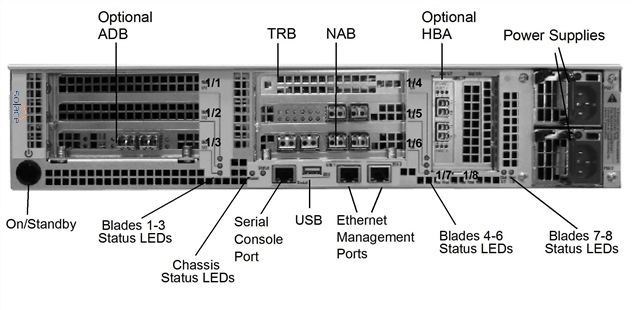 Optional
ADB
TRB
NAB
Optional
HBA
Power Supplies
solace
1/1
1/2
1/3
1/4
1/5
1/6
1/7
1/8
On/Standby
Blades 1-3
Status LEDs
Chassis
Status LEDs
Serial
Console
Port
USB
Ethernet
Management
Ports
Blades 4-6
Status LEDs
Blades 7-8
Status LEDs